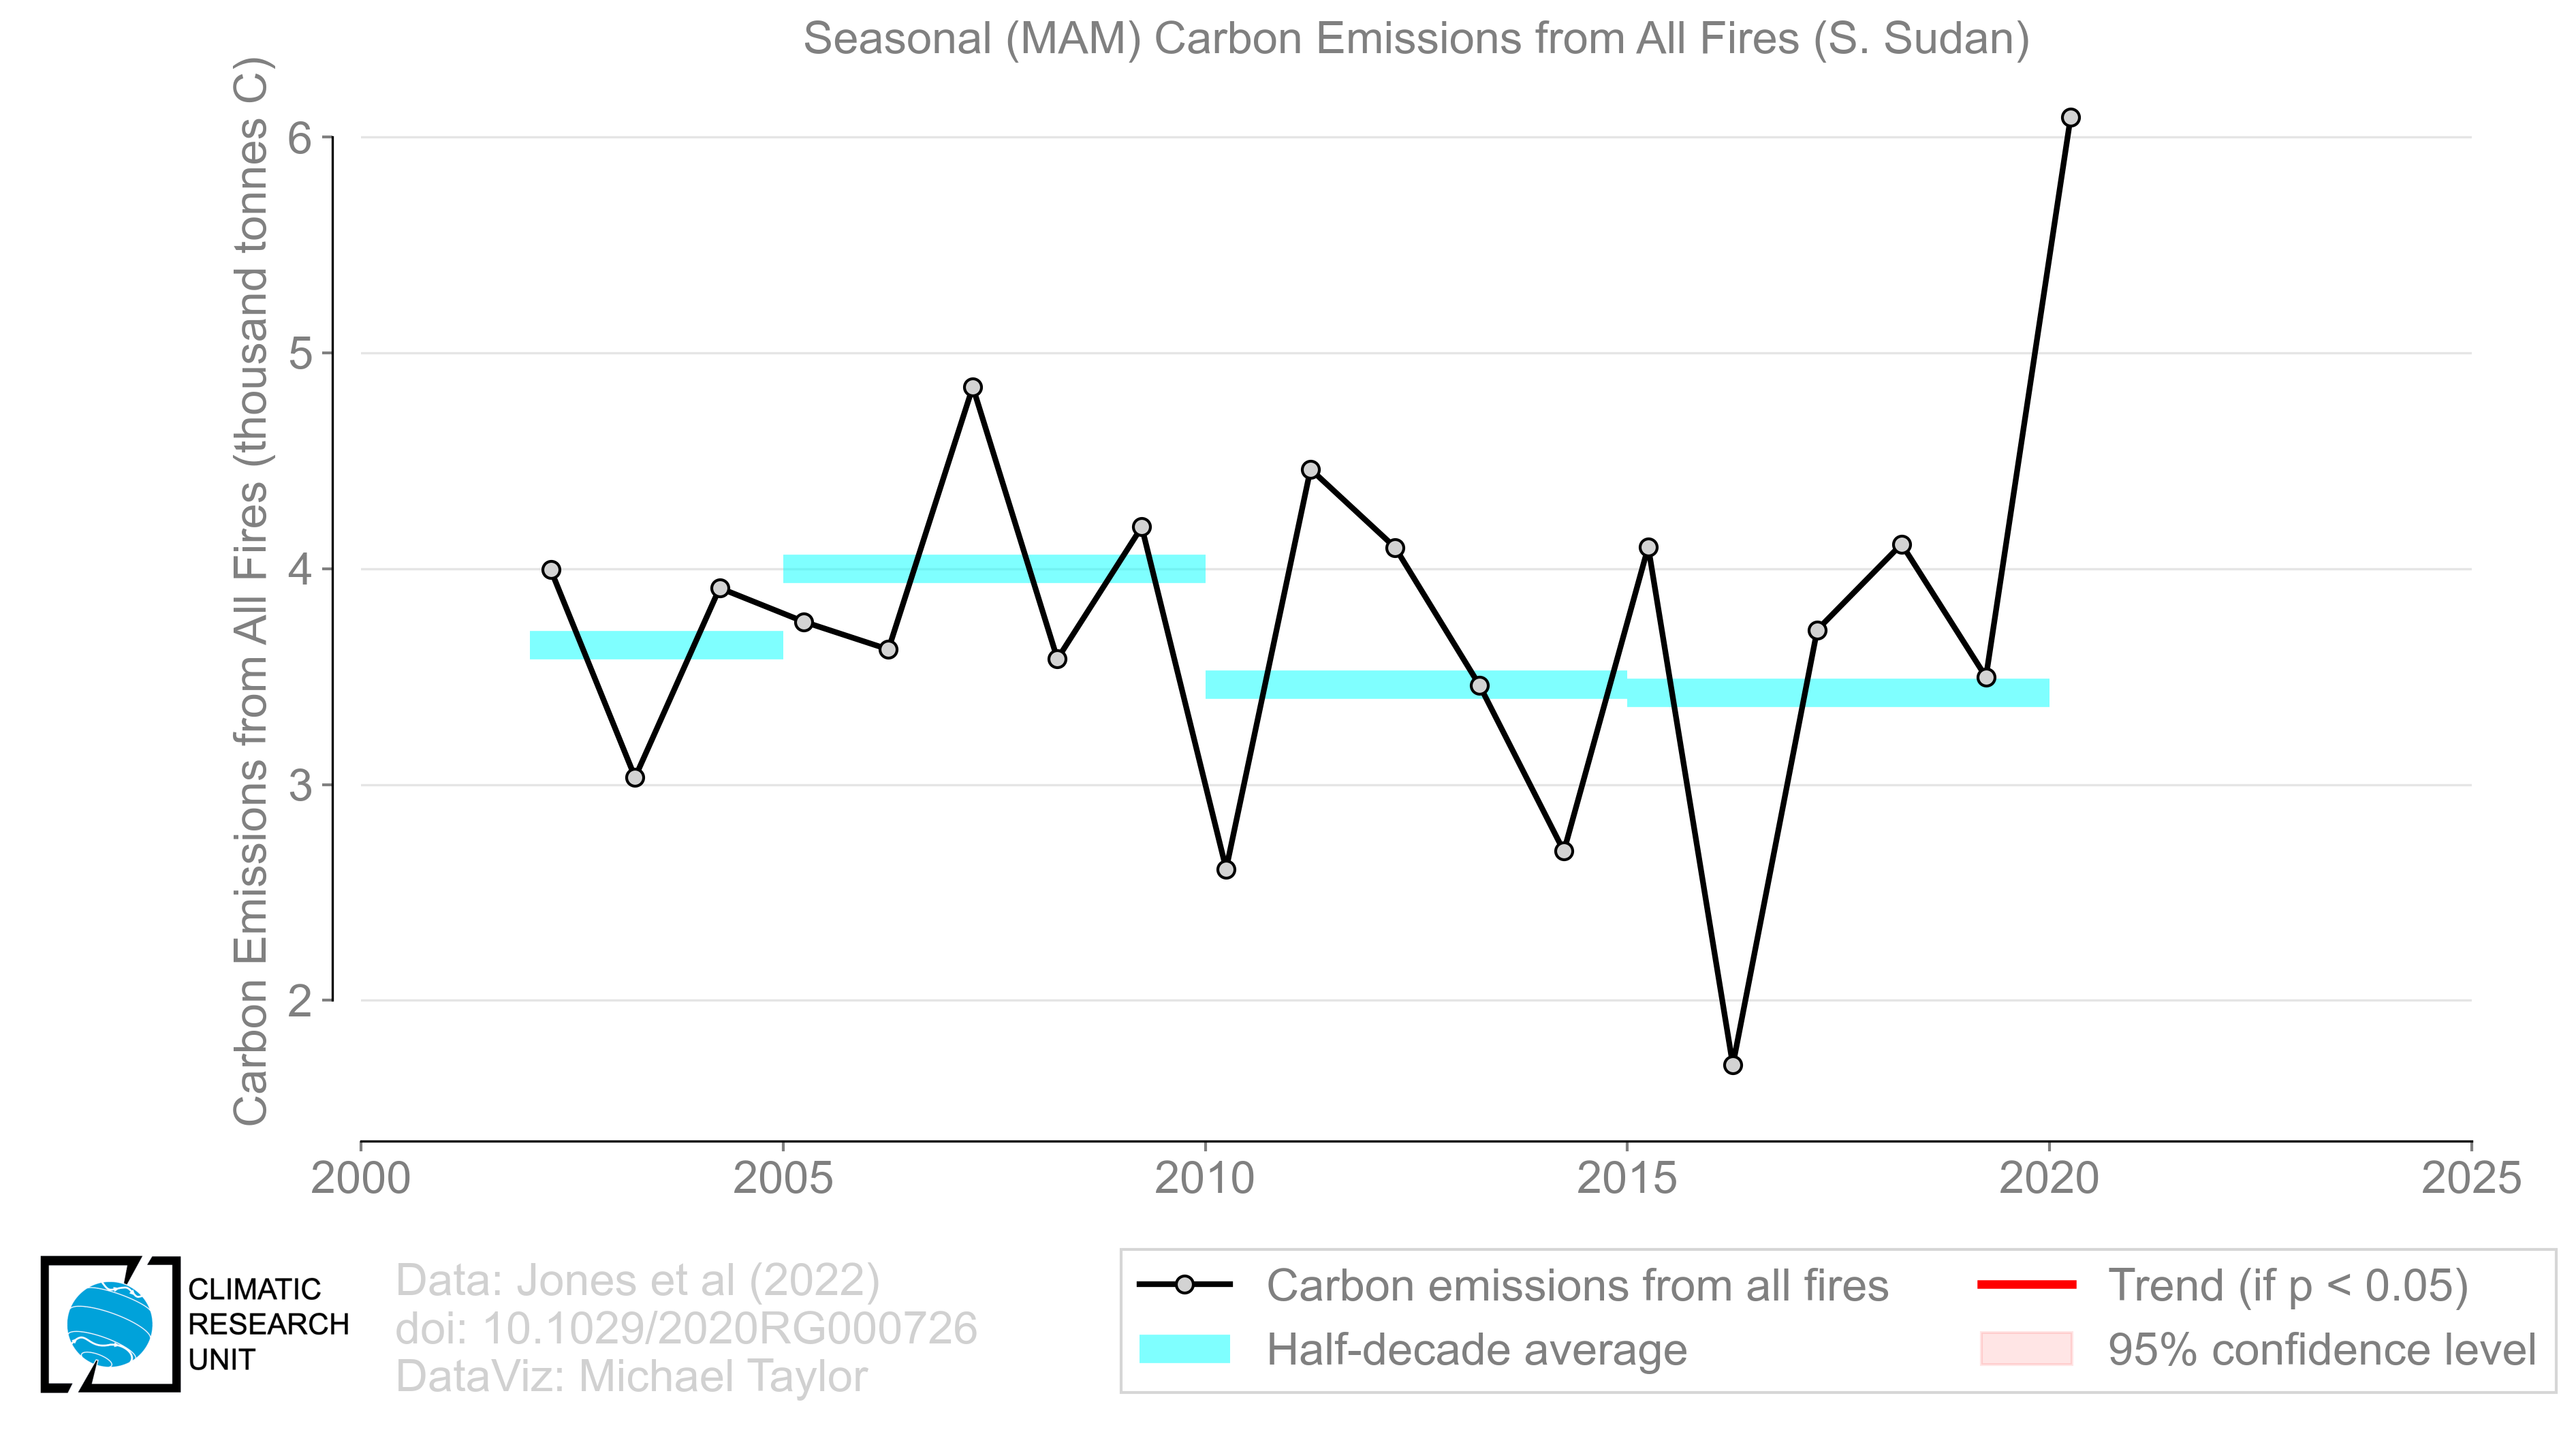 Seasonal (MAM) Carbon Emissions from All Fires (S. Sudan)
Carbon Emissions from All Fires (thousand tonnes C)
6
5
4
3
2
2000 2005 2010 2015 2020 2025
CLIMATIC
RESEARCH
UNIT
Data: Jones et al (2022)
doi: 10.1029/2020RG000726
DataViz: Michael Taylor
Carbon emissions from all fires
Half-decade average
Trend (if p < 0.05)
95% confidence level